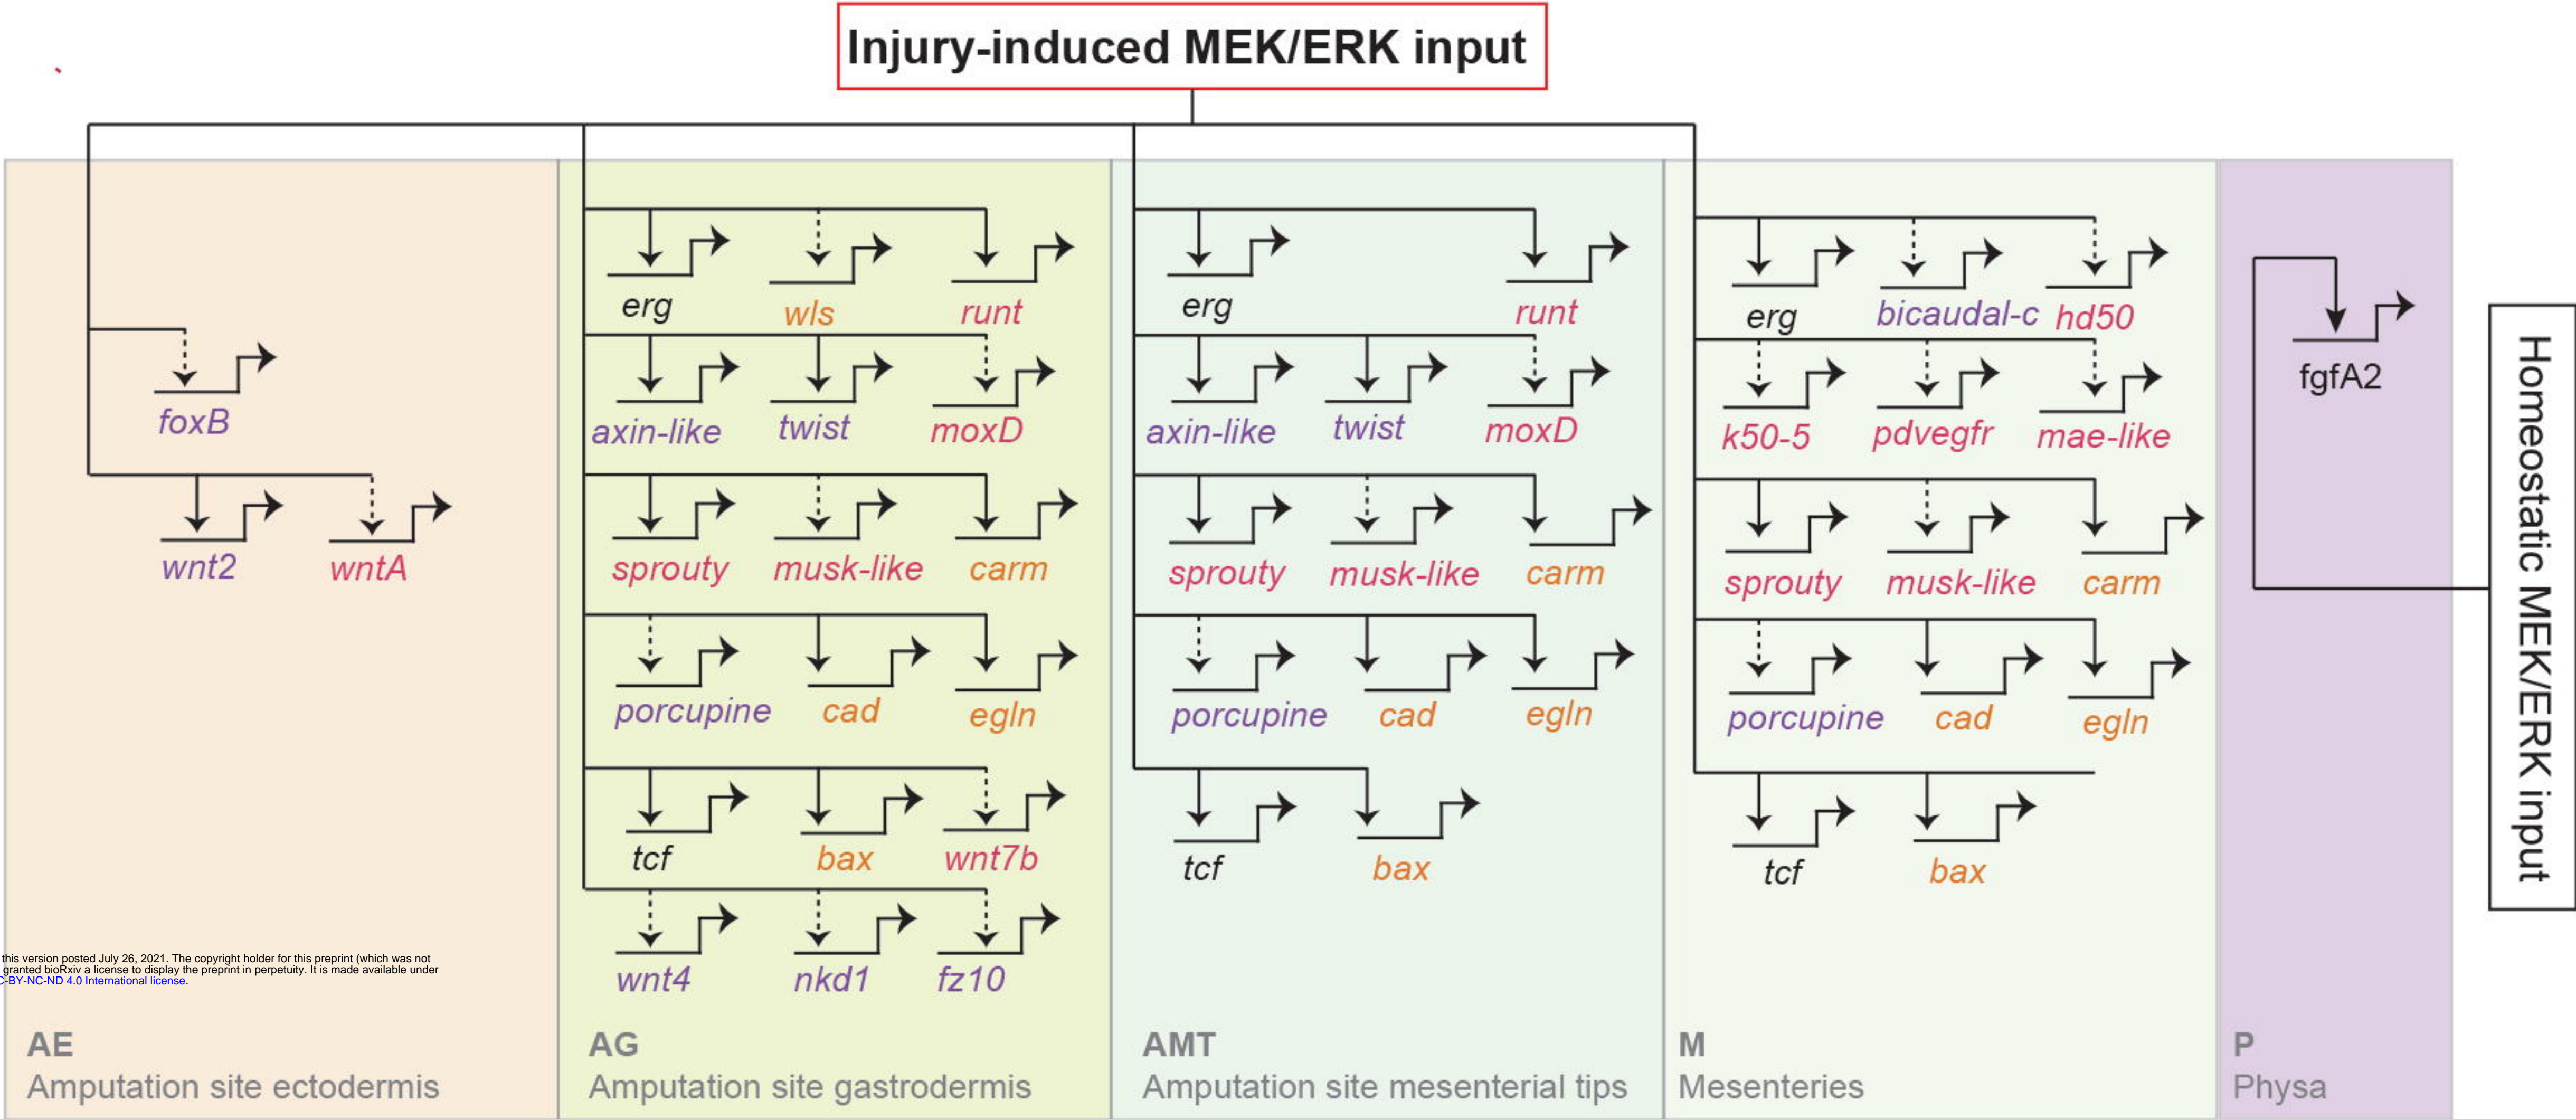 Injury-induced MEK/ERK input
foxB
wnt2 wntA
AE
Amputation site ectodermis
erg wls runt
axin-like twist moxD
sprouty musk-like carm
porcupine cad egln
tcf bax wnt7b
wnt4 nkd1 fz10
AG
Amputation site gastrodermis
erg runt
axin-like twist moxD
sprouty musk-like carm
porcupine cad egln
tcf bax
AMT
Amputation site mesenterial tips
erg bicaudal-c hd50
k50-5 pdvegfr mae-like
sprouty musk-like carm
porcupine cad egln
tcf bax
M
Mesenteries
fgfA2
P
Physa
Homeostatic MEK/ERK input
this version posted July 26, 2021. The copyright holder for this preprint (which was not
granted bioRxiv a license to display the preprint in perpetuity. It is made available under
C-BY-NC-ND 4.0 International license.